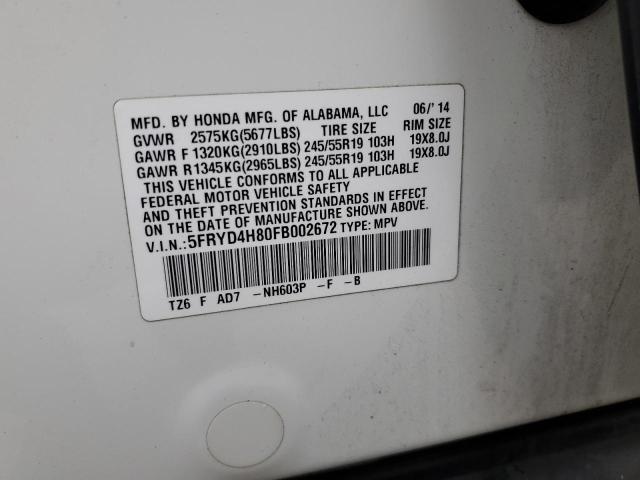 MFD. BY HONDA MFG. OF ALABAMA, LLC 06/'14
GVWR 2575KG(5677LBS) TIRE SIZE RIM SIZE
GAWR F 1320KG(2910LBS) 245/55R19 103H 19X8.0J
GAWR R 1345KG(2965LBS) 245/55R19 103H 19X8.0J
THIS VEHICLE CONFORMS TO ALL APPLICABLE
FEDERAL MOTOR VEHICLE SAFETY
AND THEFT PREVENTION STANDARDS IN EFFECT
ON THE DATE OF MANUFACTURE SHOWN ABOVE.
V.I.N.: 5FRYD4H80FB002672 TYPE: MPV
TZ6 F AD7 -NH603P -F -B